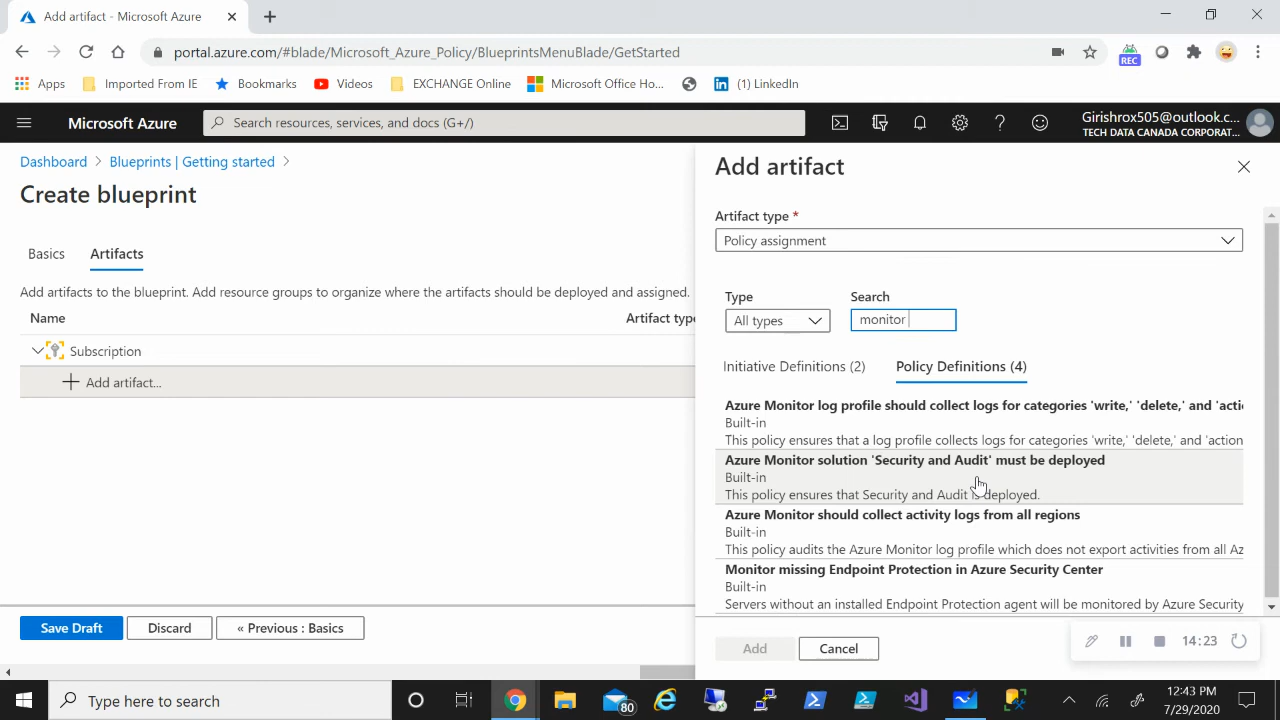 Add artifact - Microsoft Azure
portal.azure.com/#blade/Microsoft_Azure_Policy/BlueprintsMenuBlade/GetStarted
REC
Apps
Imported From IE
Bookmarks
Videos
EXCHANGE Online
Microsoft Office Ho...
(1) LinkedIn
Microsoft Azure
Search resources, services, and docs (G+/)
Girishrox505@outlook.c...
TECH DATA CANADA CORPORAT...
Dashboard > Blueprints | Getting started >
Create blueprint
Basics
Artifacts
Add artifacts to the blueprint. Add resource groups to organize where the artifacts should be deployed and assigned.
Name
Artifact type
Subscription
Add artifact...
Save Draft
Discard
« Previous : Basics
Add artifact
Artifact type *
Policy assignment
Type
Search
All types
monitor
Initiative Definitions (2)
Policy Definitions (4)
Azure Monitor log profile should collect logs for categories 'write,' 'delete,' and 'acti
Built-in
This policy ensures that a log profile collects logs for categories 'write,' 'delete,' and 'action
Azure Monitor solution 'Security and Audit' must be deployed
Built-in
This policy ensures that Security and Audit is deployed.
Azure Monitor should collect activity logs from all regions
Built-in
This policy audits the Azure Monitor log profile which does not export activities from all Az
Monitor missing Endpoint Protection in Azure Security Center
Built-in
Servers without an installed Endpoint Protection agent will be monitored by Azure Security
Add
Cancel
14:23
Type here to search
80
12:43 PM
7/29/2020